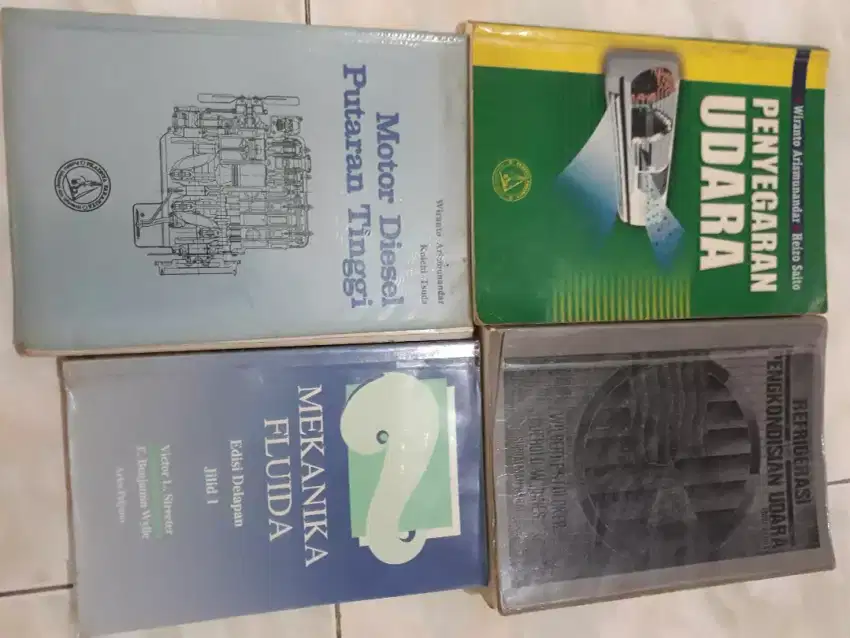 Wiranto Arismunandar
Koichi Tsuda
Motor Diesel
Putaran Tinggi
Wiranto Arismunandar Heizo Saito
PENYEGARAN
UDARA
MEKANIKA
FLUIDA
Edisi Delapan
Jilid 1
Victor L. Streeter
E. Benjamin Wylie
Arko Prijono
REFRIGERASI
PENGKONDISIAN UDARA